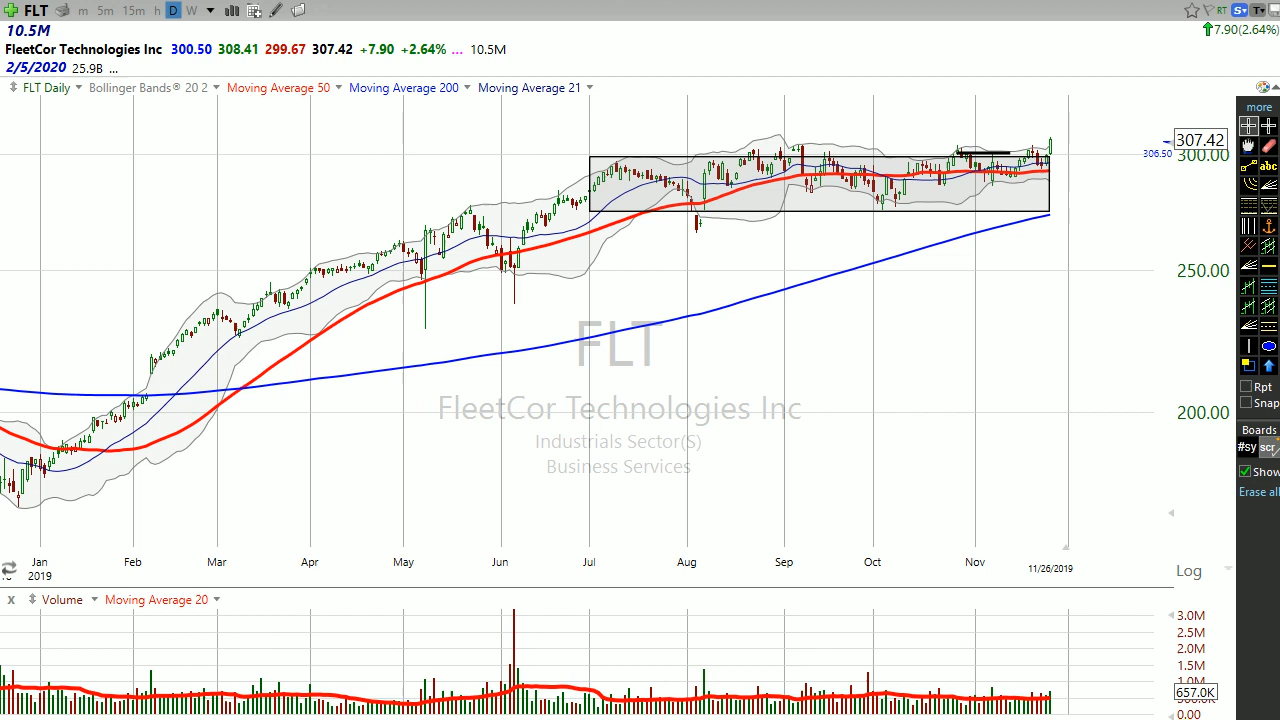 FLT m 5m 15m h D W RT S T
10.5M 7.90(2.64%)
FleetCor Technologies Inc 300.50 308.41 299.67 307.42 +7.90 +2.64% ... 10.5M
2/5/2020 25.9B ...
FLT Daily Bollinger Bands® 20 2 Moving Average 50 Moving Average 200 Moving Average 21
more
307.42
306.50 300.00
abc
250.00
FLT
Rpt
FleetCor Technologies Inc 200.00 Snap
Boards
Industrials Sector(S) #sy scr
Business Services Show
Erase all
Jan Feb Mar Apr May Jun Jul Aug Sep Oct Nov
2019 11/26/2019 Log
x Volume Moving Average 20
3.0M
2.5M
2.0M
1.5M
657.0K
0.00